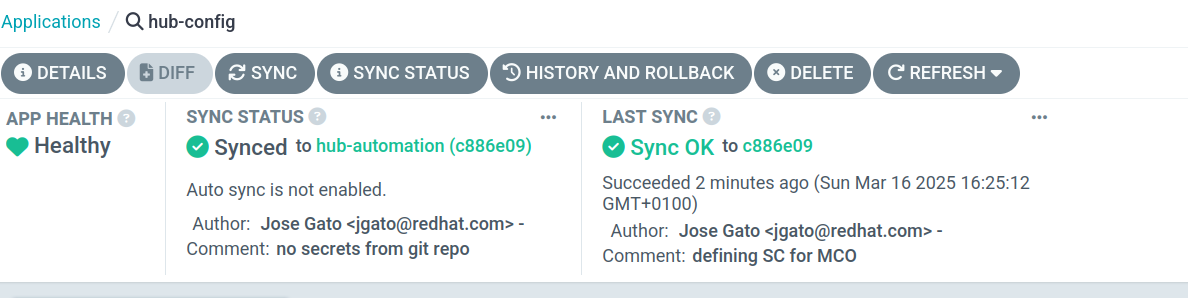 Applications / hub-config
DETAILS DIFF SYNC SYNC STATUS HISTORY AND ROLLBACK DELETE REFRESH
APP HEALTH ?
Healthy
SYNC STATUS ? ...
Synced to hub-automation (c886e09)
Auto sync is not enabled.
Author: Jose Gato <jgato@redhat.com> -
Comment: no secrets from git repo
LAST SYNC ? ...
Sync OK to c886e09
Succeeded 2 minutes ago (Sun Mar 16 2025 16:25:12
GMT+0100)
Author: Jose Gato <jgato@redhat.com> -
Comment: defining SC for MCO